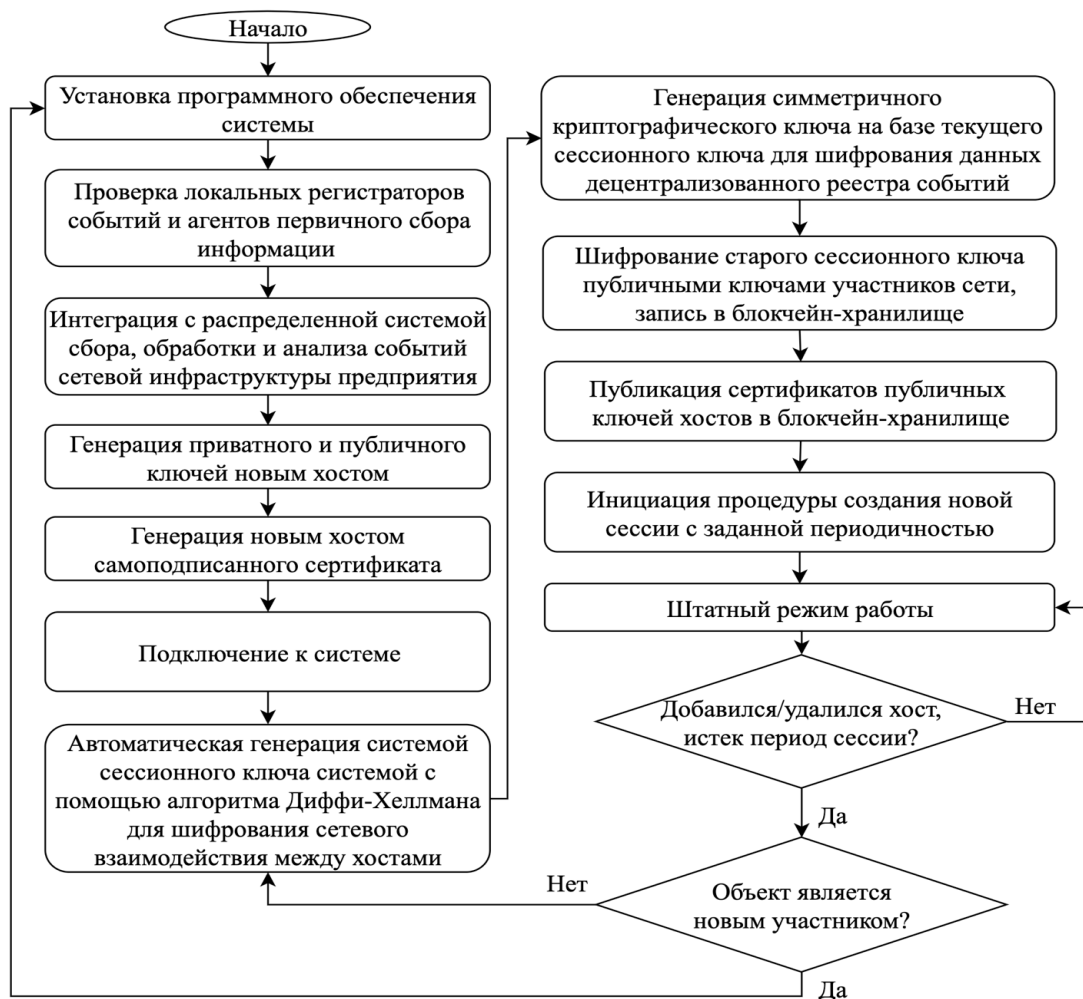 Начало
Установка программного обеспечения
системы
Проверка локальных регистраторов
событий и агентов первичного сбора
информации
Интеграция с распределенной системой
сбора, обработки и анализа событий
сетевой инфраструктуры предприятия
Генерация приватного и публичного
ключей новым хостом
Генерация новым хостом
самоподписанного сертификата
Подключение к системе
Автоматическая генерация системой
сессионного ключа системой с
помощью алгоритма Диффи-Хеллмана
для шифрования сетевого
взаимодействия между хостами
Генерация симметричного
криптографического ключа на базе текущего
сессионного ключа для шифрования данных
децентрализованного реестра событий
Шифрование старого сессионного ключа
публичными ключами участников сети,
запись в блокчейн-хранилище
Публикация сертификатов публичных
ключей хостов в блокчейн-хранилище
Инициация процедуры создания новой
сессии с заданной периодичностью
Штатный режим работы
Добавился/удалился хост,
истек период сессии?
Нет
Да
Объект является
новым участником?
Нет
Да